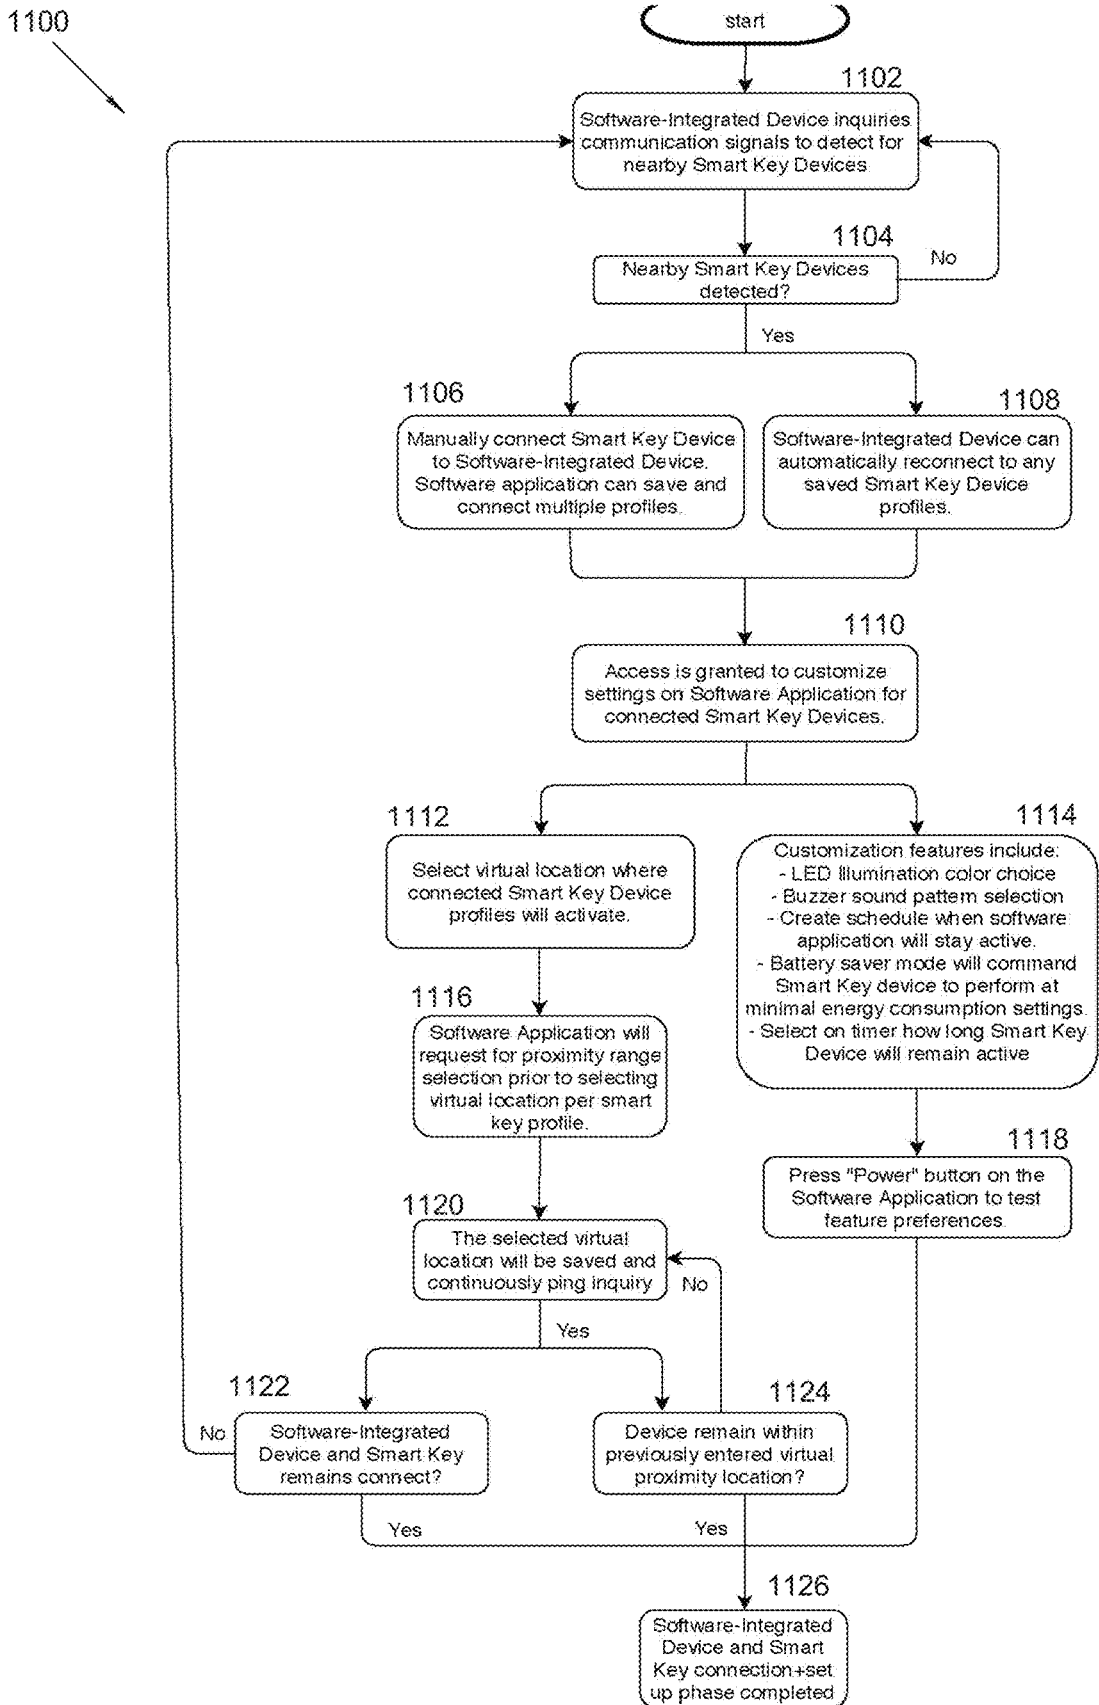 1100
start
1102
Software-Integrated Device inquiries
communication signals to detect for
nearby Smart Key Devices
1104
Nearby Smart Key Devices
detected?
No
Yes
1106
Manually connect Smart Key Device
to Software-Integrated Device.
Software application can save and
connect multiple profiles.
1108
Software-Integrated Device can
automatically reconnect to any
saved Smart Key Device
profiles.
1110
Access is granted to customize
settings on Software Application for
connected Smart Key Devices.
1112
Select virtual location where
connected Smart Key Device
profiles will activate.
1114
Customization features include:
- LED Illumination color choice
- Buzzer sound pattern selection
- Create schedule when software
application will stay active.
- Battery saver mode will command
Smart Key device to perform at
minimal energy consumption settings.
- Select on timer how long Smart Key
Device will remain active
1116
Software Application will
request for proximity range
selection prior to selecting
virtual location per smart
key profile.
1118
Press "Power" button on the
Software Application to test
feature preferences.
1120
The selected virtual
location will be saved and
continuously ping inquiry
No
Yes
1122
Software-Integrated
Device and Smart Key
remains connect?
No
Yes
1124
Device remain within
previously entered virtual
proximity location?
Yes
1126
Software-Integrated
Device and Smart
Key connection+set
up phase completed